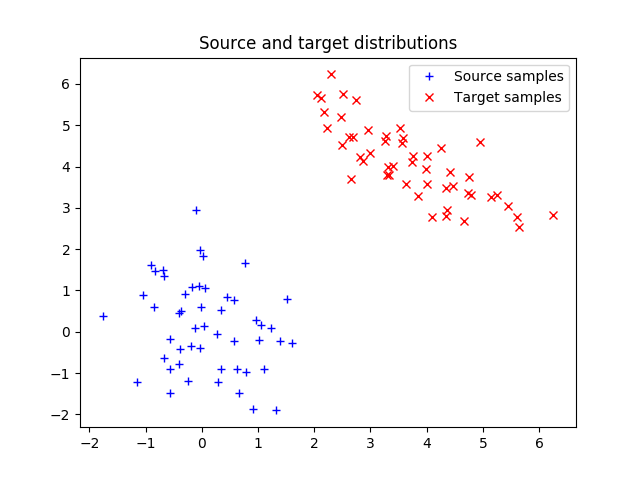 Source and target distributions
Source samples
Target samples
6
5
4
3
2
1
0
−1
−2
−2 −1 0 1 2 3 4 5 6